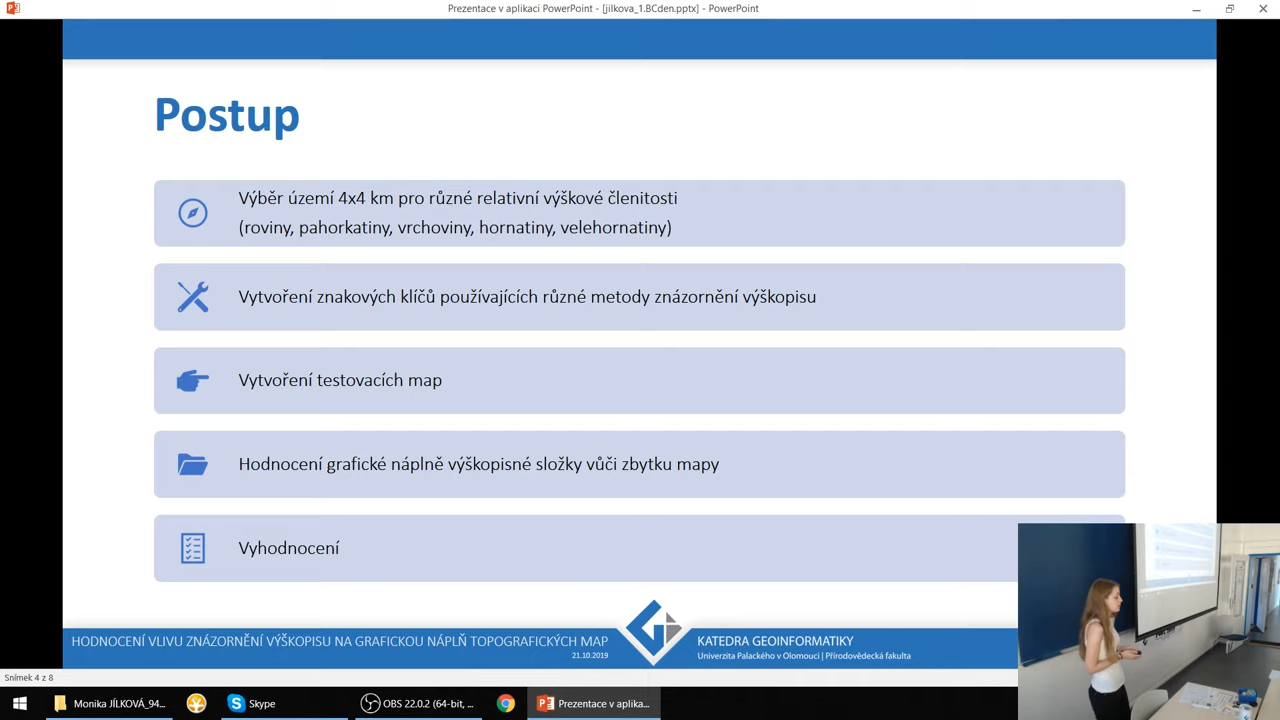 Prezentace v aplikaci PowerPoint - [jilkova_1.BCden.pptx] - PowerPoint
Postup
Výběr území 4x4 km pro různé relativní výškové členitosti
(roviny, pahorkatiny, vrchoviny, hornatiny, velehornatiny)
Vytvoření znakových klíčů používajících různé metody znázornění výškopisu
Vytvoření testovacích map
Hodnocení grafické náplně výškopisné složky vůči zbytku mapy
Vyhodnocení
HODNOCENÍ VLIVU ZNÁZORNĚNÍ VÝŠKOPISU NA GRAFICKOU NÁPLŇ TOPOGRAFICKÝCH MAP
21.10.2019
KATEDRA GEOINFORMATIKY
Univerzita Palackého v Olomouci | Přírodovědecká fakulta
Snímek 4 z 8
Monika JÍLKOVÁ_94...
Skype
OBS 22.0.2 (64-bit, ...
Prezentace v aplika...